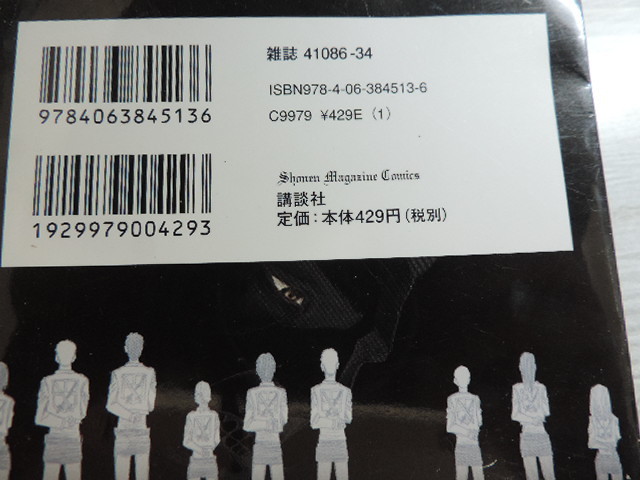 雑誌 41086-34
ISBN978-4-06-384513-6
9784063845136
C9979 ¥429E (1)
Shonen Magazine Comics
講談社
1929979004293
定価:本体429円(税別)